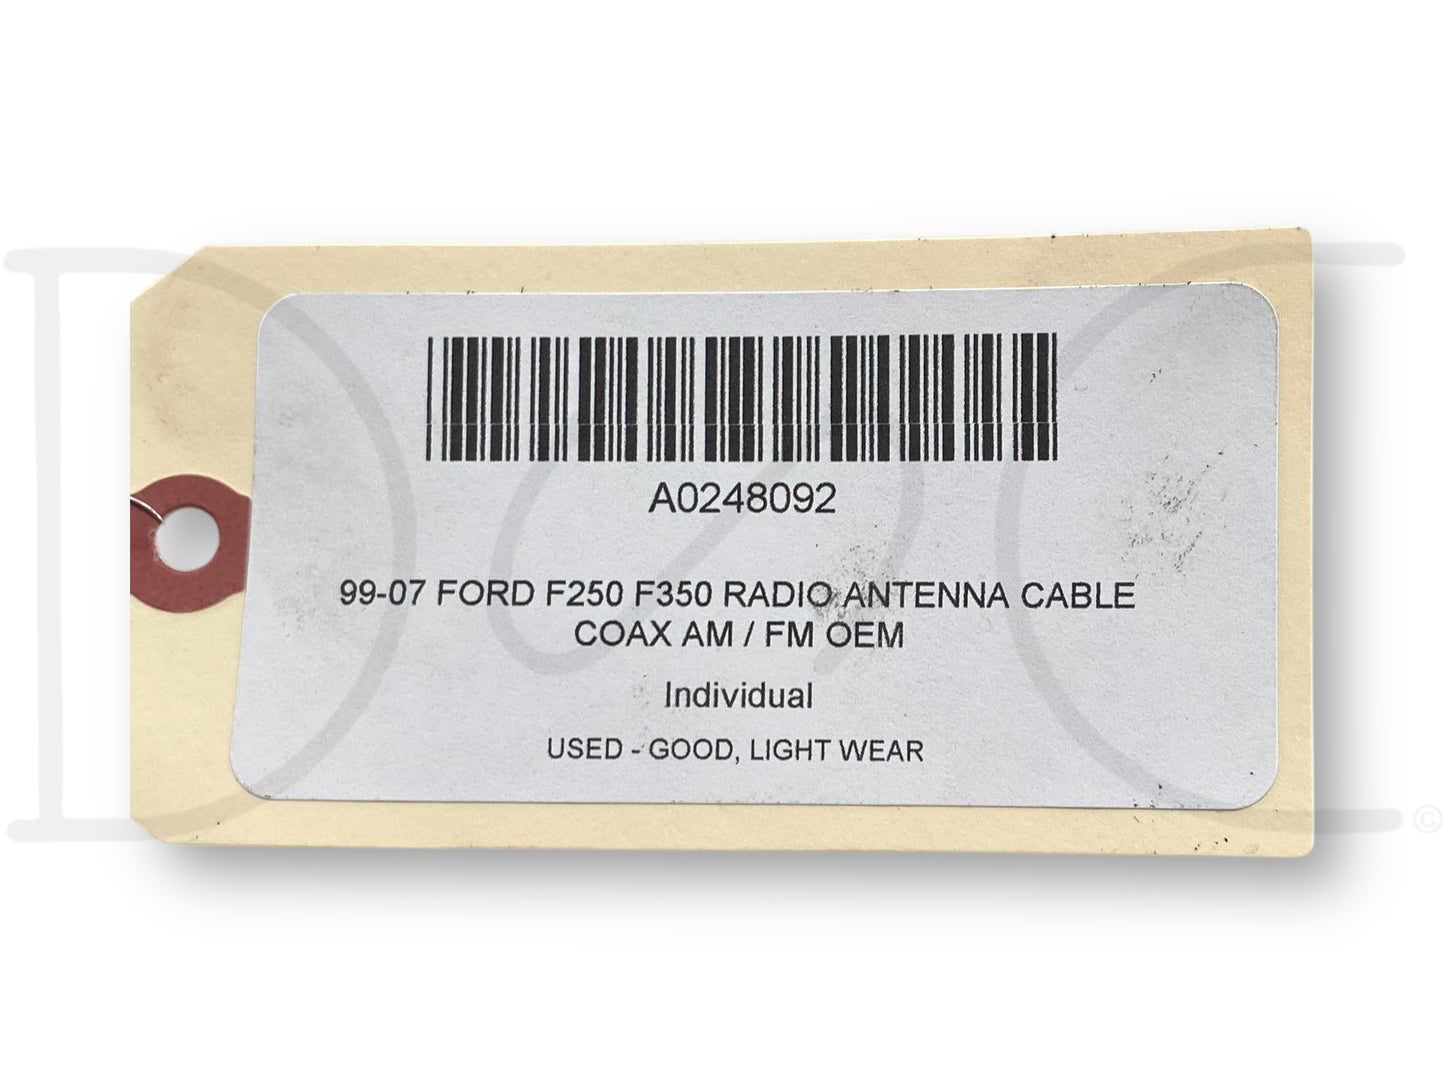 A0248092
99-07 FORD F250 F350 RADIO ANTENNA CABLE
COAX AM / FM OEM
Individual
USED - GOOD, LIGHT WEAR
©